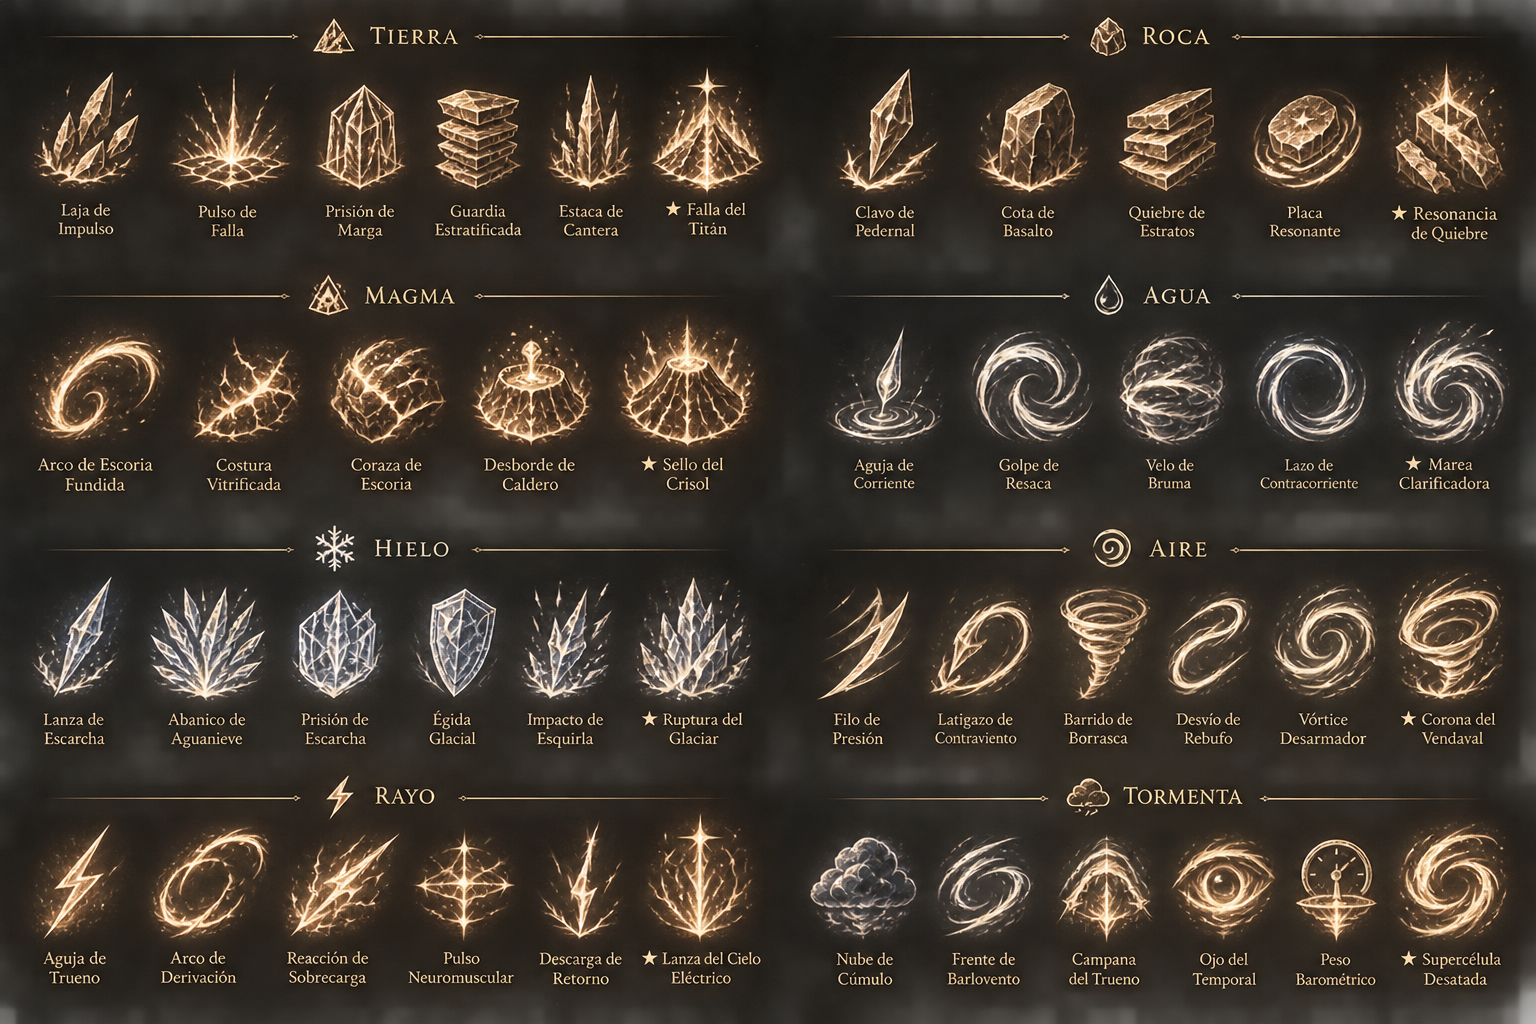 TIERRA
Laja de
Impulso
Pulso de
Falla
Prisión de
Marga
Guardia
Estratificada
Estaca de
Cantera
★ Falla del
Titán
ROCA
Clavo de
Pedernal
Cota de
Basalto
Quiebre de
Estratos
Placa
Resonante
★ Resonancia
de Quiebre
MAGMA
Arco de Escoria
Fundida
Costura
Vitrificada
Coraza de
Escoria
Desborde de
Caldero
★ Sello del
Crisol
AGUA
Aguja de
Corriente
Golpe de
Resaca
Velo de
Bruma
Lazo de
Contracorriente
★ Marea
Clarificadora
HIELO
Lanza de
Escarcha
Abanico de
Aguanieve
Prisión de
Escarcha
Égida
Glacial
Impacto de
Esquirla
★ Ruptura del
Glaciar
AIRE
Filo de
Presión
Latigazo de
Contraviento
Barrido de
Borrasca
Desvío de
Rebufo
Vórtice
Desarmador
★ Corona del
Vendaval
RAYO
Aguja de
Trueno
Arco de
Derivación
Reacción de
Sobrecarga
Pulso
Neuromuscular
Descarga de
Retorno
★ Lanza del Cielo
Eléctrico
TORMENTA
Nube de
Cúmulo
Frente de
Barlovento
Campana
del Trueno
Ojo del
Temporal
Peso
Barométrico
★ Supercélula
Desatada